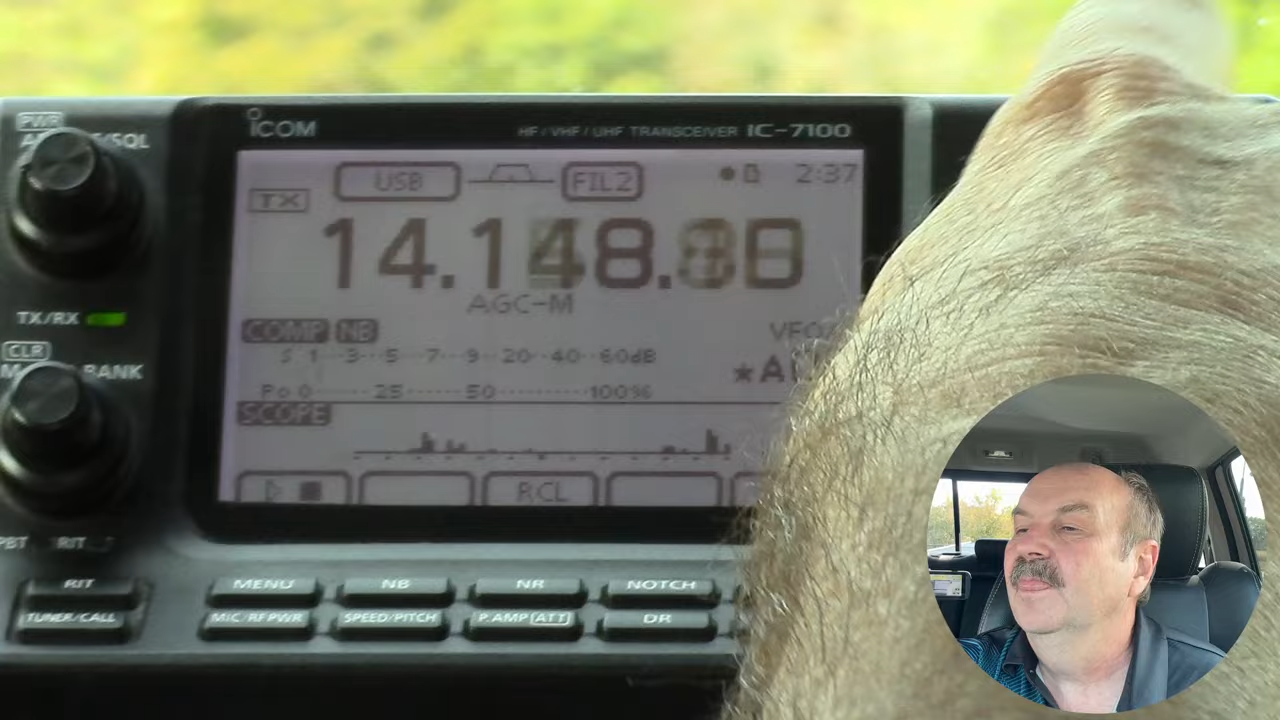 PWR
AF RF/SQL
ICOM
HF/VHF/UHF TRANSCEIVER IC-7100
USB FIL2 2:37
TX
14.148
AGC-M
TX/RX
COMP NB
CLR
BANK
S 1 3 5 7 9 20 40 60dB
Po 0 25 50 100%
SCOPE
RCL
PBT RIT
RIT
MENU NB NR NOTCH
TUNER/CALL
MIC/RF PWR SPEED/PITCH P.AMP ATT DR